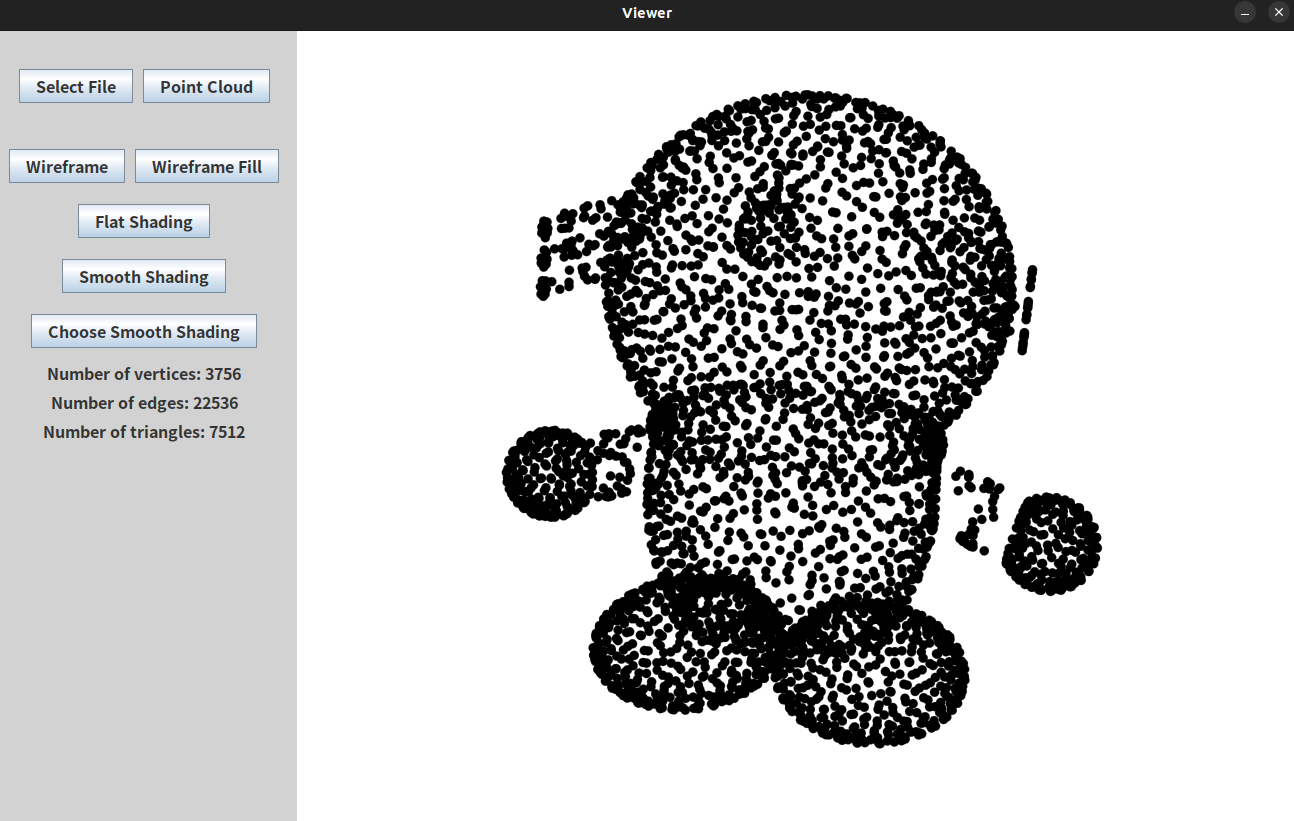 Viewer
Select File
Point Cloud
Wireframe
Wireframe Fill
Flat Shading
Smooth Shading
Choose Smooth Shading
Number of vertices: 3756
Number of edges: 22536
Number of triangles: 7512